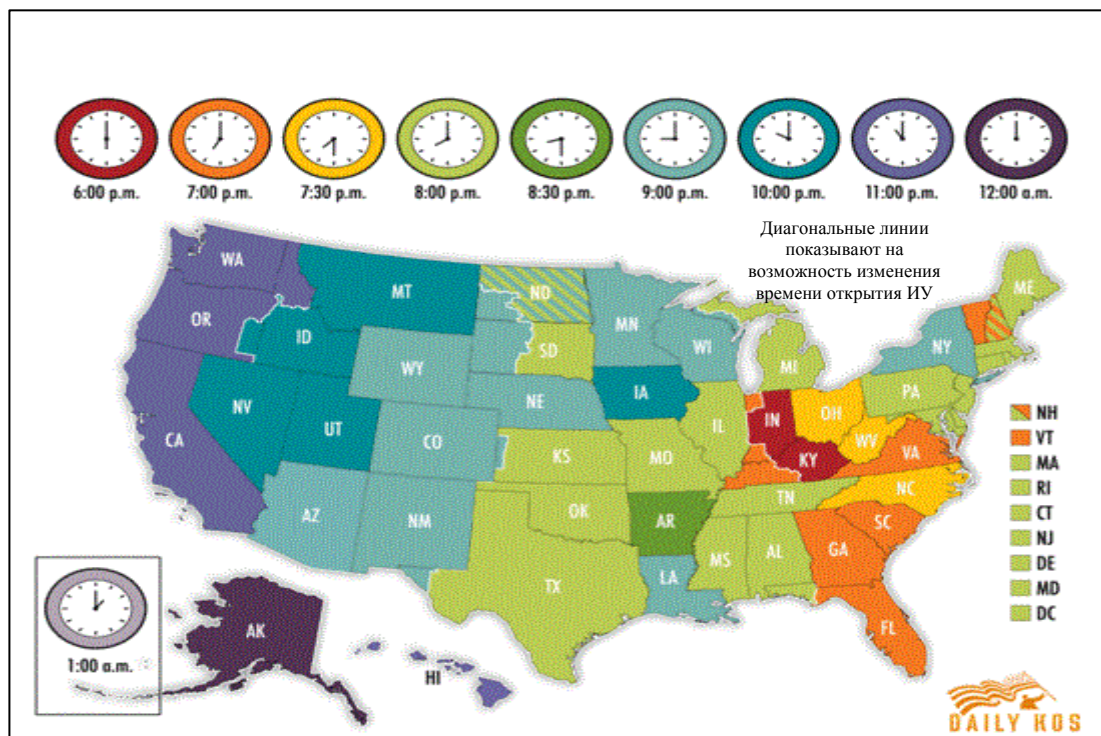 6:00 p.m. 7:00 p.m. 7:30 p.m. 8:00 p.m. 8:30 p.m. 9:00 p.m. 10:00 p.m. 11:00 p.m. 12:00 a.m.
Диагональные линии
показывают на
возможность изменения
времени открытия ИУ
WA
OR
CA
NV
ID
MT
WY
UT
CO
AZ
NM
ND
SD
NE
KS
OK
TX
MN
IA
MO
AR
LA
WI
IL
MI
IN
OH
KY
TN
MS
AL
GA
FL
SC
NC
VA
WV
PA
NY
ME
NH
VT
MA
RI
CT
NJ
DE
MD
DC
1:00 a.m.
AK
HI
DAILY KOS